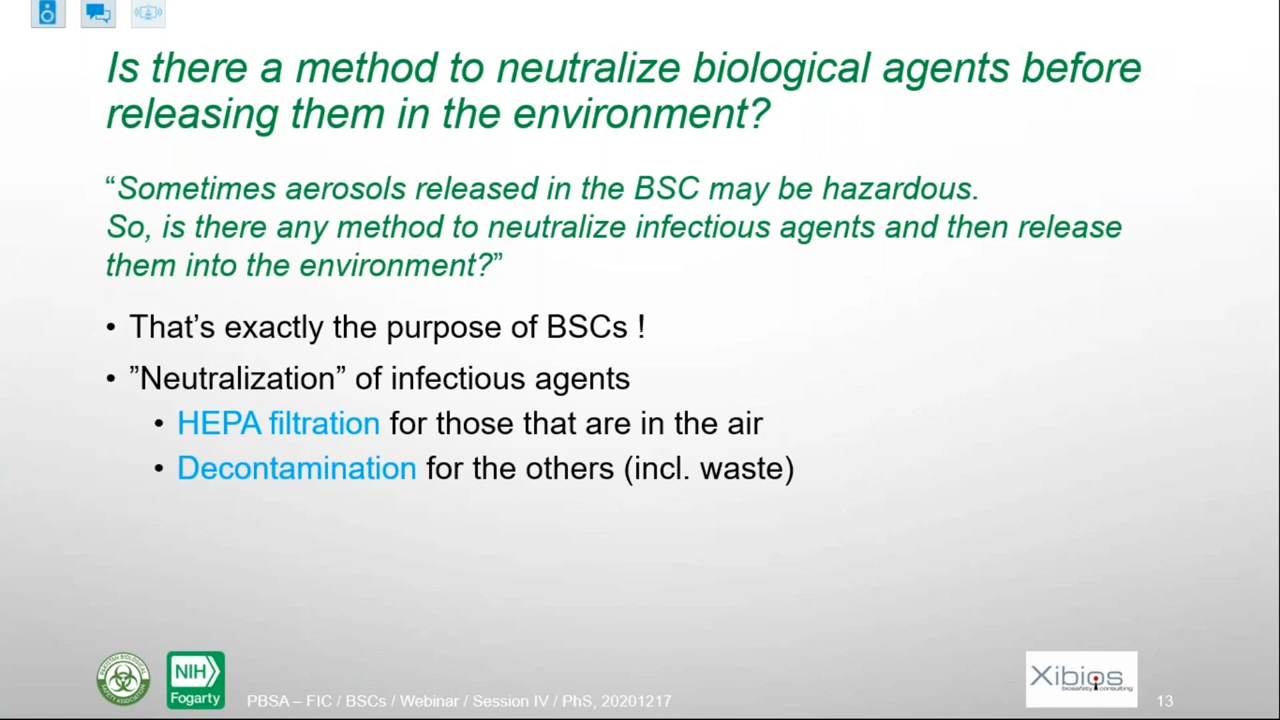 Is there a method to neutralize biological agents before
releasing them in the environment?
“Sometimes aerosols released in the BSC may be hazardous.
So, is there any method to neutralize infectious agents and then release
them into the environment?”
• That’s exactly the purpose of BSCs !
• ”Neutralization” of infectious agents
• HEPA filtration for those that are in the air
• Decontamination for the others (incl. waste)
NIH
Fogarty
PBSA – FIC / BSCs / Webinar / Session IV / PhS, 20201217
Xibios
biosafety consulting
13